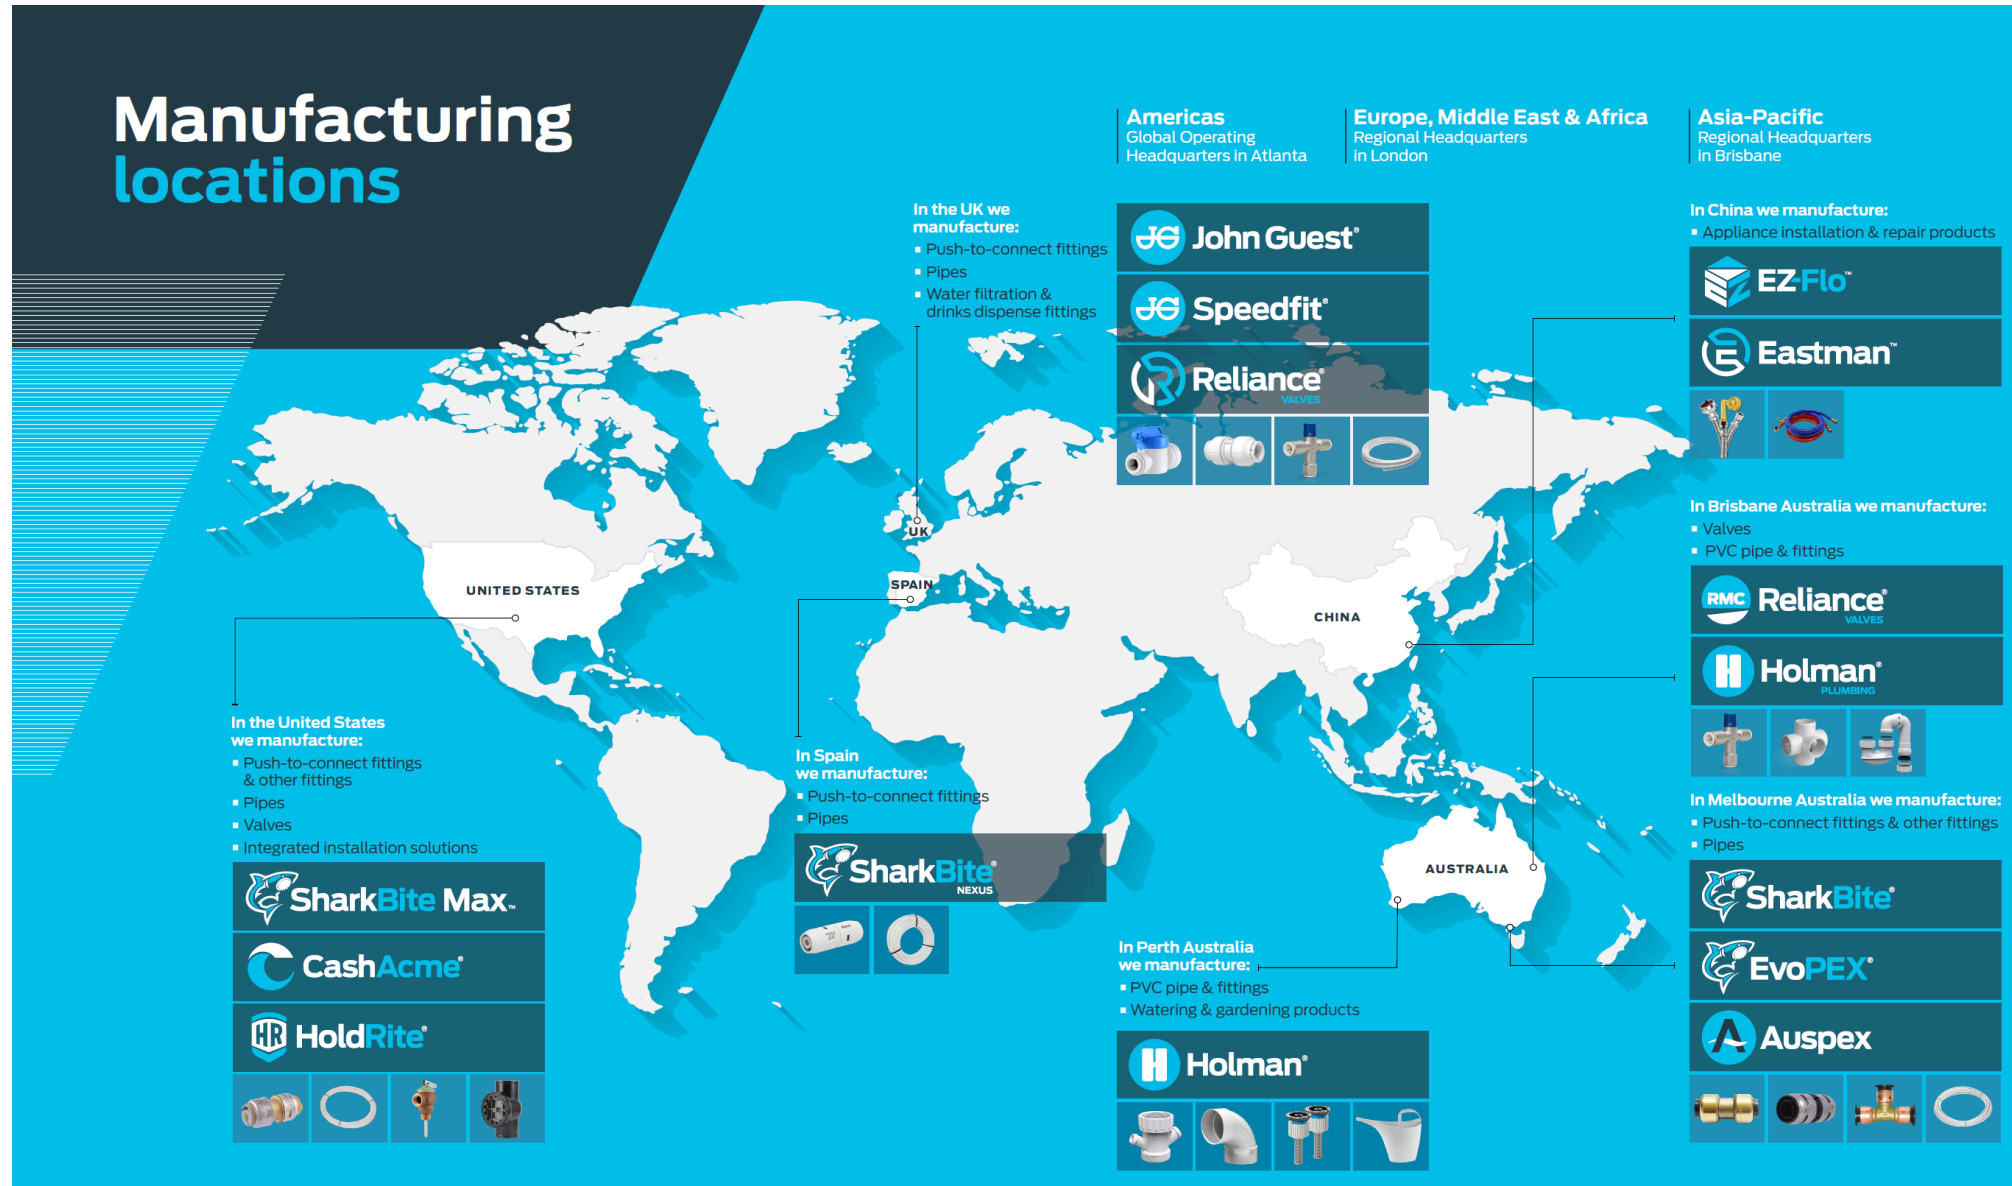 Manufacturing
locations
Americas
Global Operating
Headquarters in Atlanta
Europe, Middle East & Africa
Regional Headquarters
in London
Asia-Pacific
Regional Headquarters
in Brisbane
In the UK we
manufacture:
Push-to-connect fittings
Pipes
Water filtration &
drinks dispense fittings
JG John Guest®
JG Speedfit®
Reliance®
VALVES
In China we manufacture:
Appliance installation & repair products
EZ-Flo™
Eastman™
In Brisbane Australia we manufacture:
Valves
PVC pipe & fittings
RMC Reliance®
VALVES
H Holman®
PLUMBING
In Melbourne Australia we manufacture:
Push-to-connect fittings & other fittings
Pipes
SharkBite®
EvoPEX®
Auspex
UK
SPAIN
UNITED STATES
CHINA
AUSTRALIA
In the United States
we manufacture:
Push-to-connect fittings
& other fittings
Pipes
Valves
Integrated installation solutions
SharkBite Max™
CashAcme®
HR HoldRite®
In Spain
we manufacture:
Push-to-connect fittings
Pipes
SharkBite®
NEXUS
In Perth Australia
we manufacture:
PVC pipe & fittings
Watering & gardening products
H Holman®